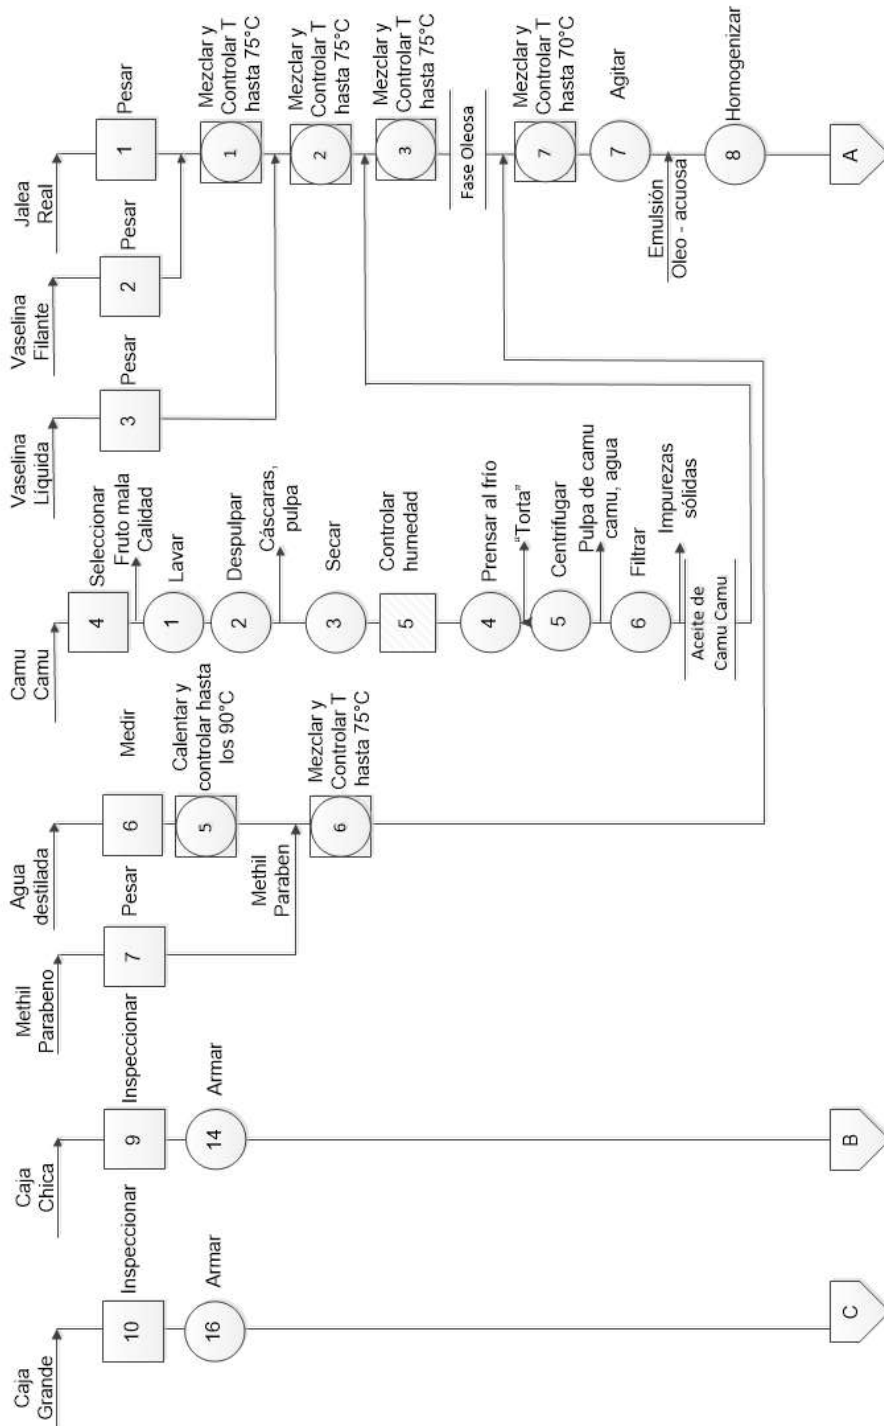 Caja
Grande
10
Inspeccionar
16
Armar
C
Caja
Chica
9
Inspeccionar
14
Armar
B
Methil
Parabeno
7
Pesar
Agua
destilada
6
Medir
5
Calentar y
controlar hasta
los 90°C
Methil
Paraben
6
Mezclar y
Controlar T
hasta 75°C
Camu
Camu
4
Seleccionar
Fruto mala
Calidad
1
Lavar
2
Despulpar
Cáscaras,
pulpa
3
Secar
5
Controlar
humedad
4
Prensar al frío
“Torta”
5
Centrifugar
Pulpa de camu
camu, agua
6
Filtrar
Impurezas
sólidas
Aceite de
Camu Camu
Vaselina
Líquida
3
Pesar
Vaselina
Filante
2
Pesar
Jalea
Real
1
Pesar
1
Mezclar y
Controlar T
hasta 75°C
2
Mezclar y
Controlar T
hasta 75°C
3
Mezclar y
Controlar T
hasta 75°C
Fase Oleosa
7
Mezclar y
Controlar T
hasta 70°C
7
Agitar
Emulsión
Oleo - acuosa
8
Homogenizar
A